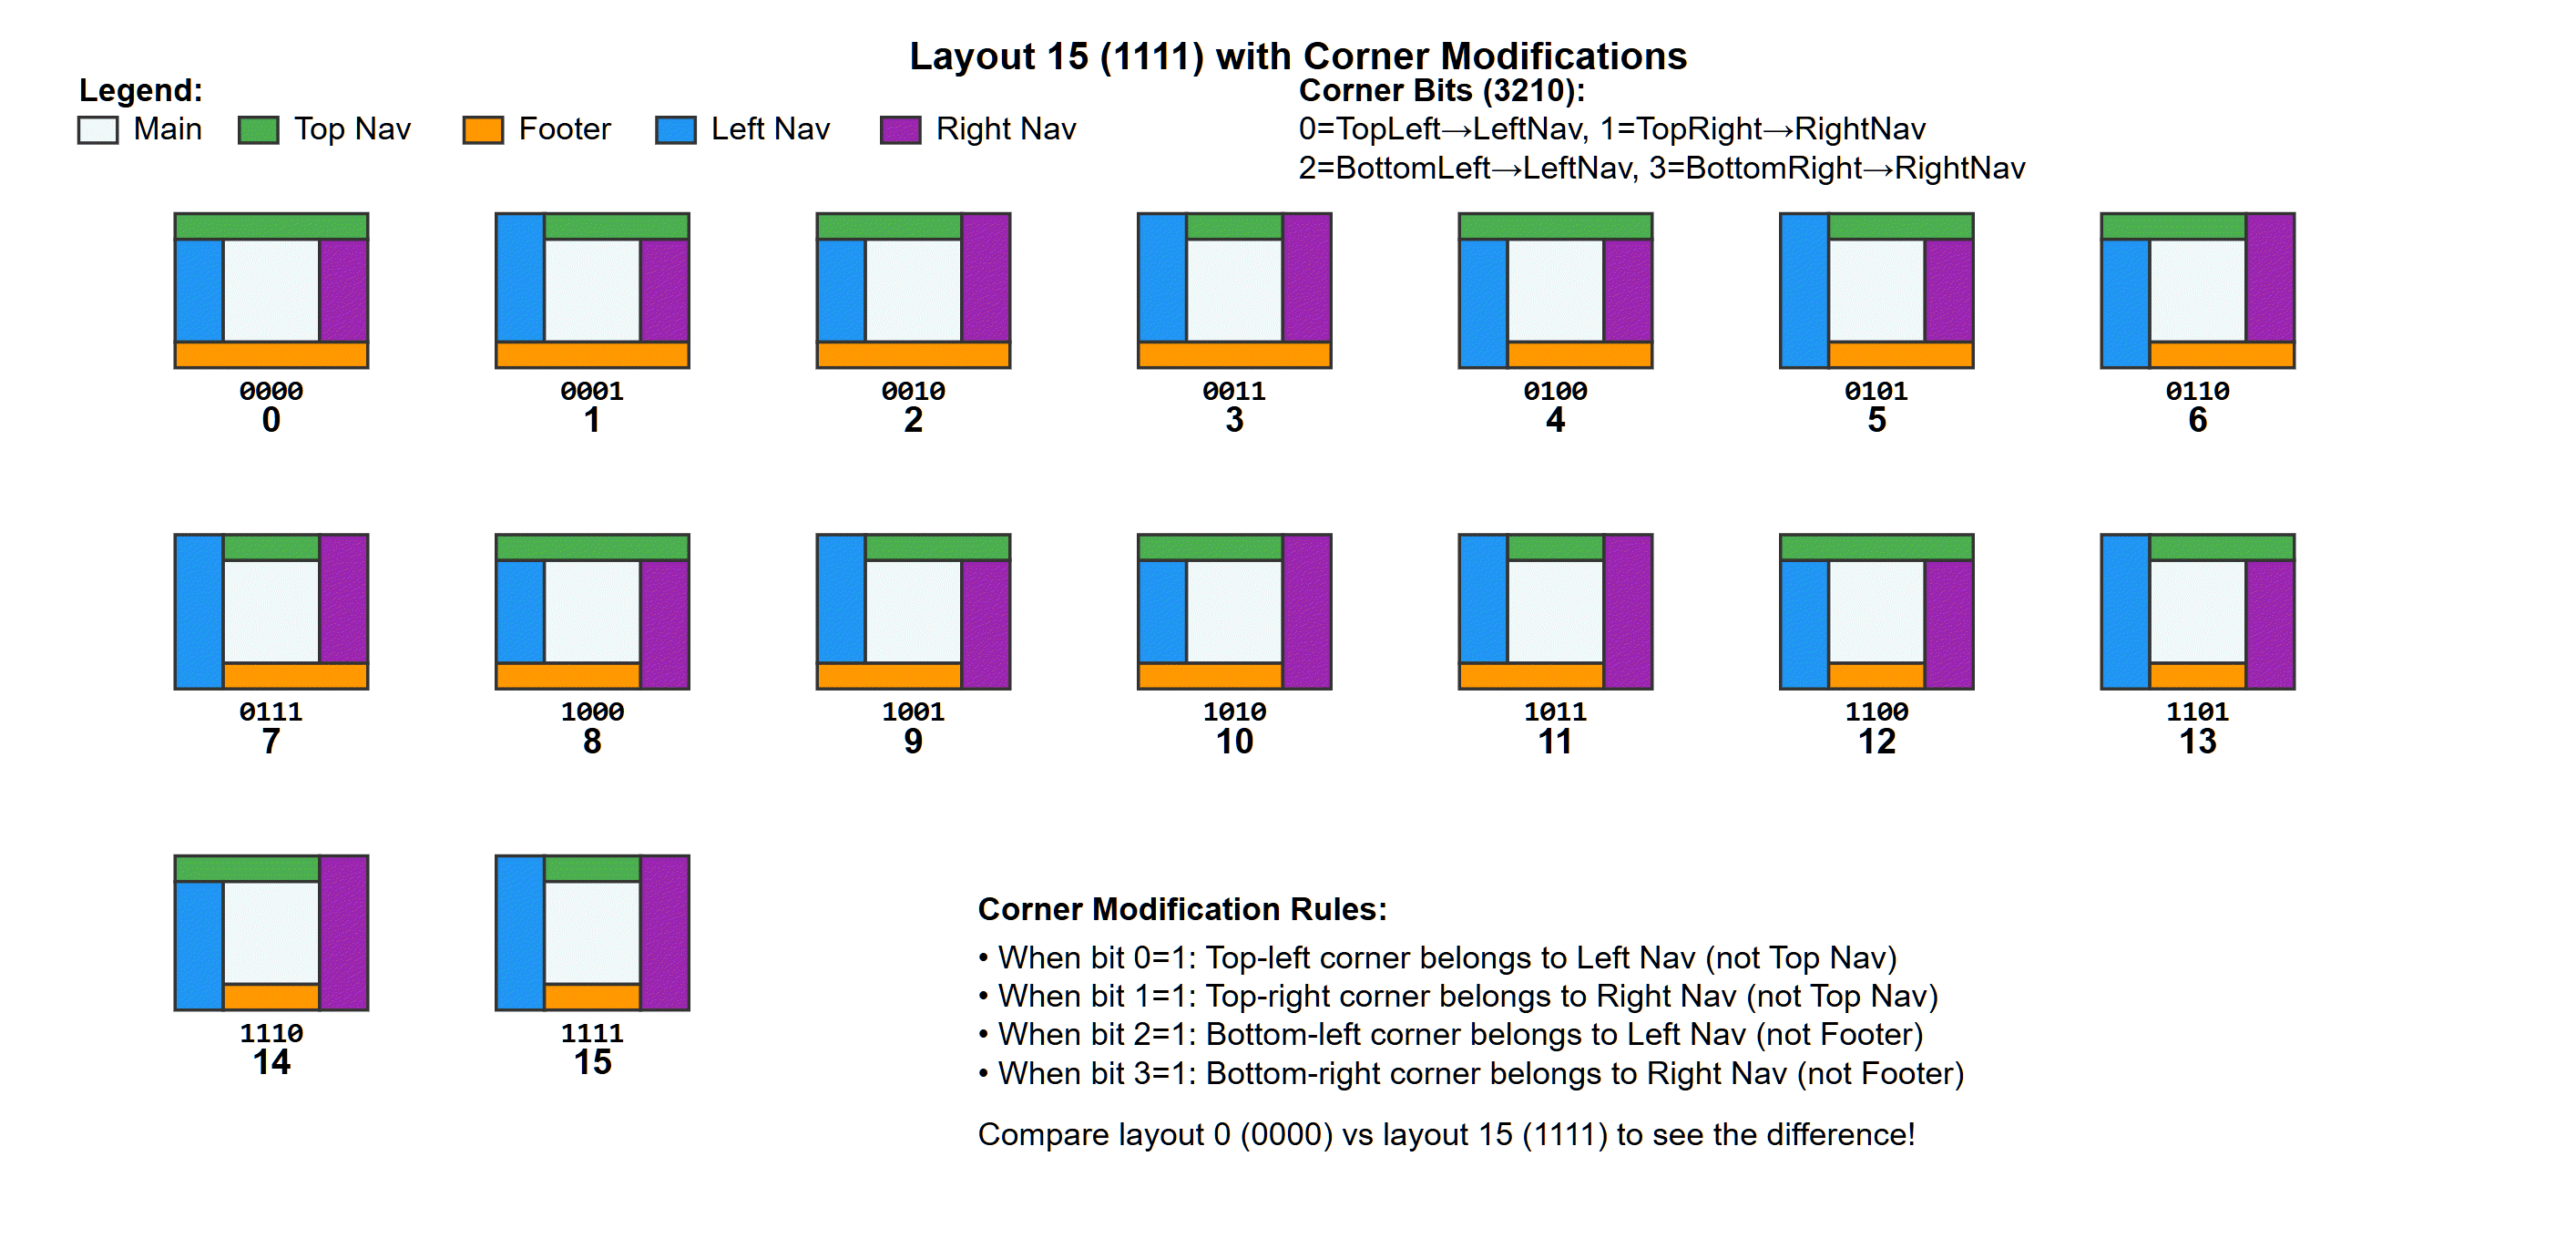 Layout 15 (1111) with Corner Modifications
Legend:
Main Top Nav Footer Left Nav Right Nav
Corner Bits (3210):
0=TopLeft→LeftNav, 1=TopRight→RightNav
2=BottomLeft→LeftNav, 3=BottomRight→RightNav
0000 0001 0010 0011 0100 0101 0110
0 1 2 3 4 5 6
0111 1000 1001 1010 1011 1100 1101
7 8 9 10 11 12 13
1110 1111
14 15
Corner Modification Rules:
• When bit 0=1: Top-left corner belongs to Left Nav (not Top Nav)
• When bit 1=1: Top-right corner belongs to Right Nav (not Top Nav)
• When bit 2=1: Bottom-left corner belongs to Left Nav (not Footer)
• When bit 3=1: Bottom-right corner belongs to Right Nav (not Footer)
Compare layout 0 (0000) vs layout 15 (1111) to see the difference!